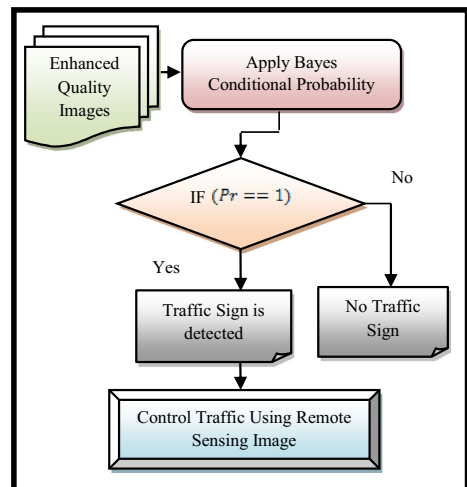 Enhanced
Quality
Images
Apply Bayes
Conditional Probability
IF (Pr == 1)
No
Yes
Traffic Sign is
detected
No Traffic
Sign
Control Traffic Using Remote
Sensing Image